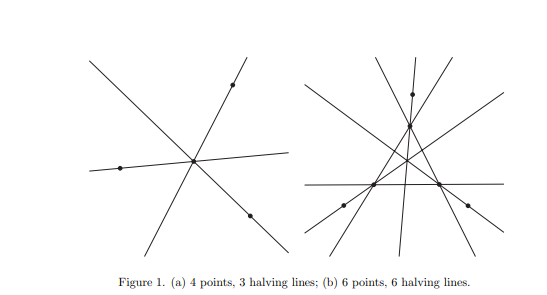 Figure 1. (a) 4 points, 3 halving lines; (b) 6 points, 6 halving lines.